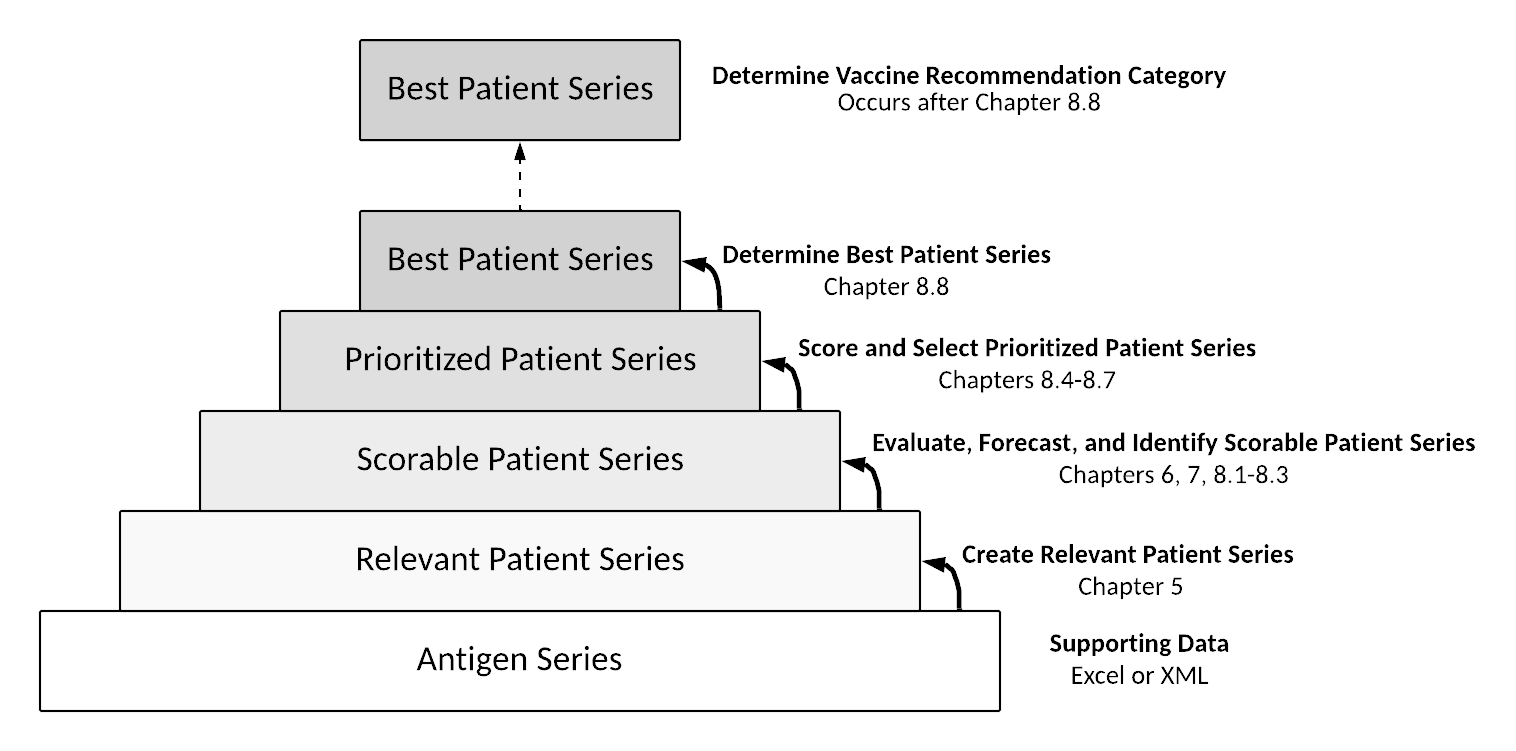 Best Patient Series
Determine Vaccine Recommendation Category
Occurs after Chapter 8.8
Best Patient Series
Determine Best Patient Series
Chapter 8.8
Prioritized Patient Series
Score and Select Prioritized Patient Series
Chapters 8.4-8.7
Scorable Patient Series
Evaluate, Forecast, and Identify Scorable Patient Series
Chapters 6, 7, 8.1-8.3
Relevant Patient Series
Create Relevant Patient Series
Chapter 5
Antigen Series
Supporting Data
Excel or XML